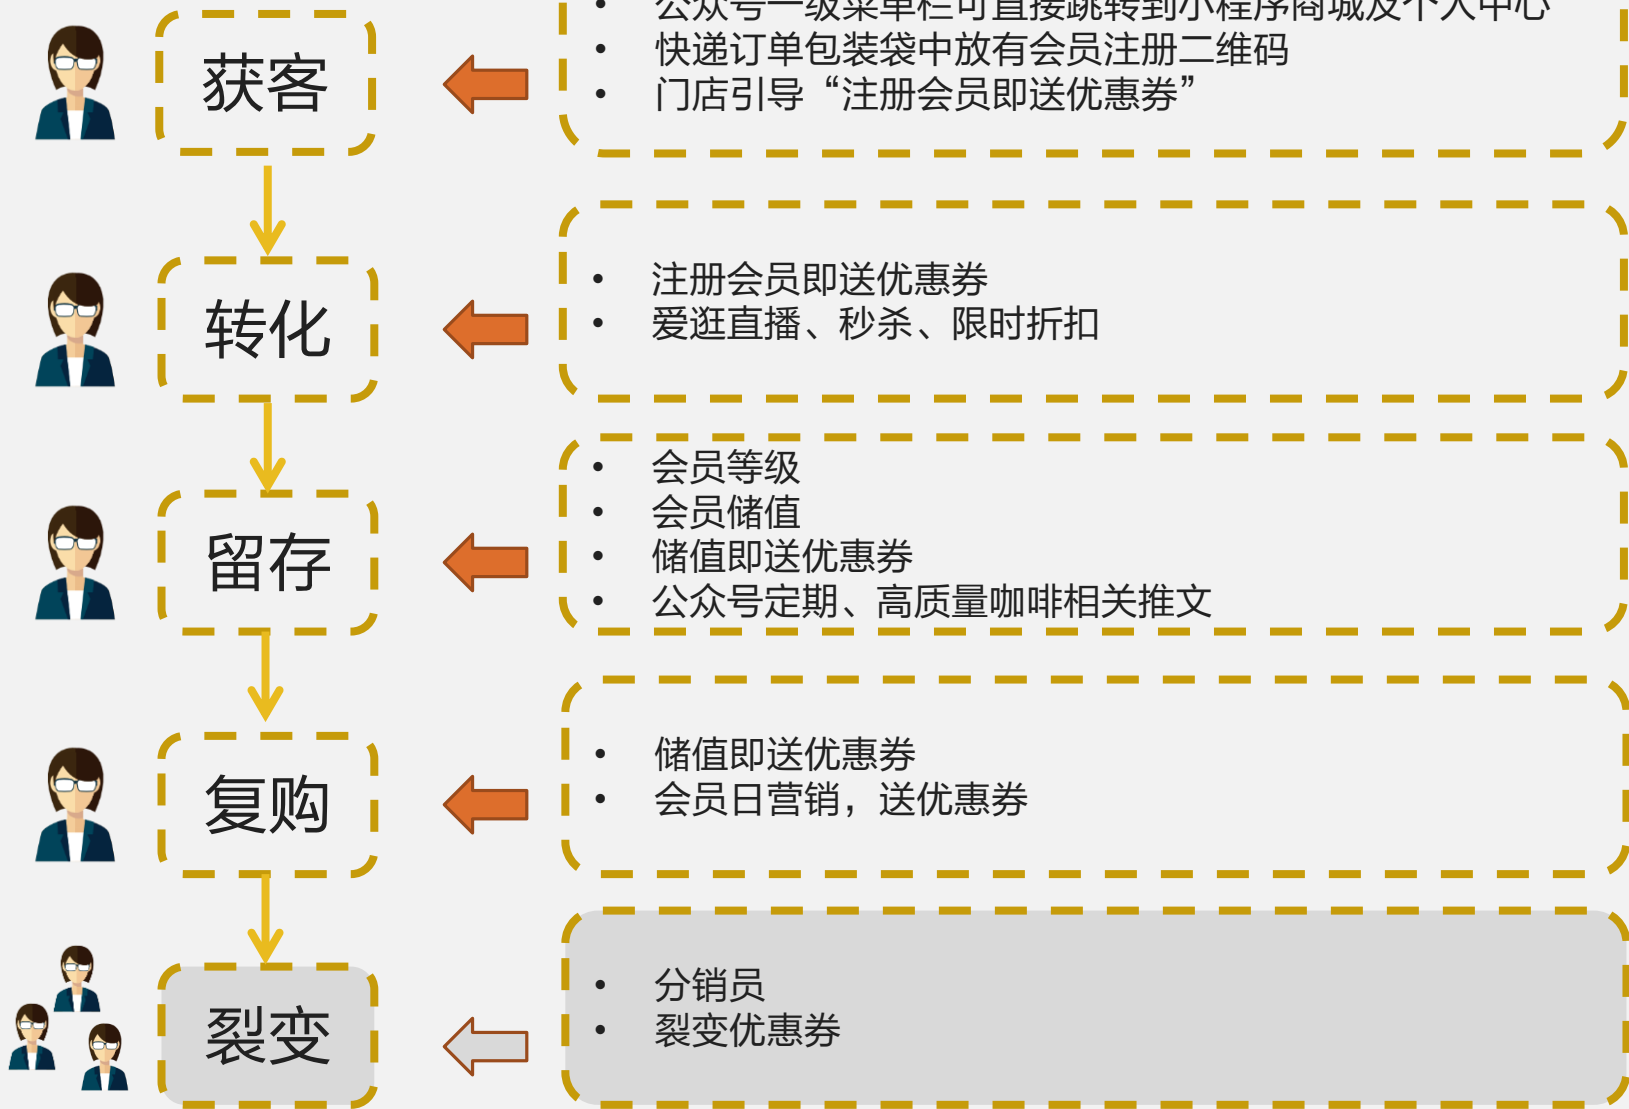 • 公众号一级菜单栏可直接跳转到小程序商城及个人中心
获客
• 快递订单包装袋中放有会员注册二维码
• 门店引导“注册会员即送优惠券”
转化
• 注册会员即送优惠券
• 爱逛直播、秒杀、限时折扣
留存
• 会员等级
• 会员储值
• 储值即送优惠券
• 公众号定期、高质量咖啡相关推文
复购
• 储值即送优惠券
• 会员日营销，送优惠券
裂变
• 分销员
• 裂变优惠券